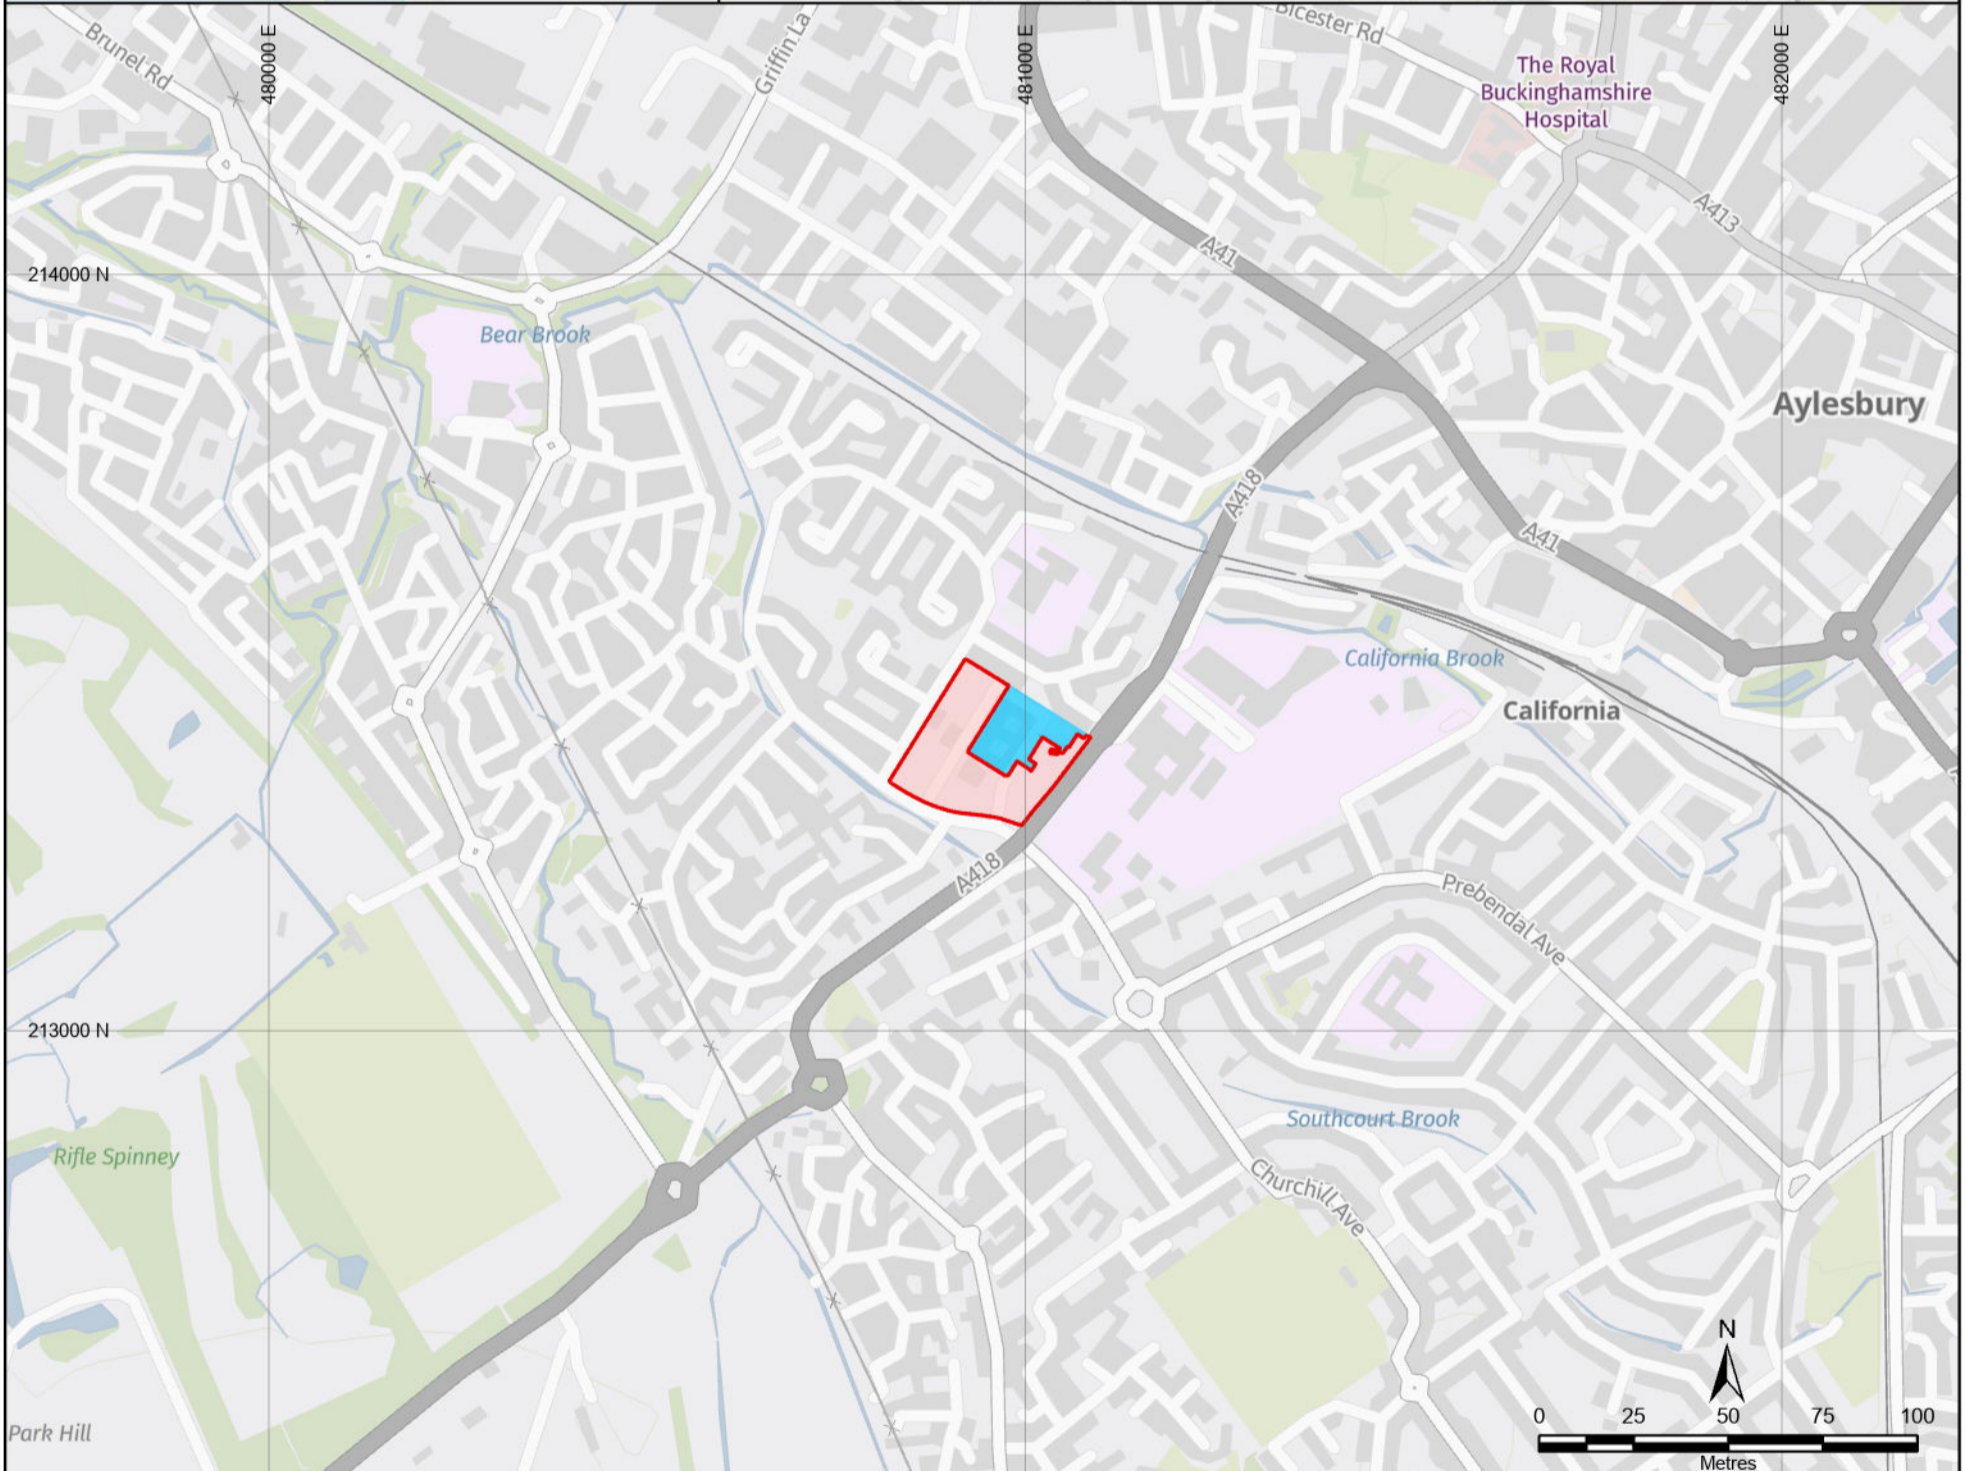 Brunel Rd
480000 E
Griffin La
481000 E
Bicester Rd
The Royal
Buckinghamshire
Hospital
482000 E
A413
A41
214000 N
Bear Brook
Aylesbury
A418
A41
California Brook
California
A418
Prebendal Ave
213000 N
Southcourt Brook
Rifle Spinney
Churchill Ave
N
0 25 50 75 100
Park Hill
Metres